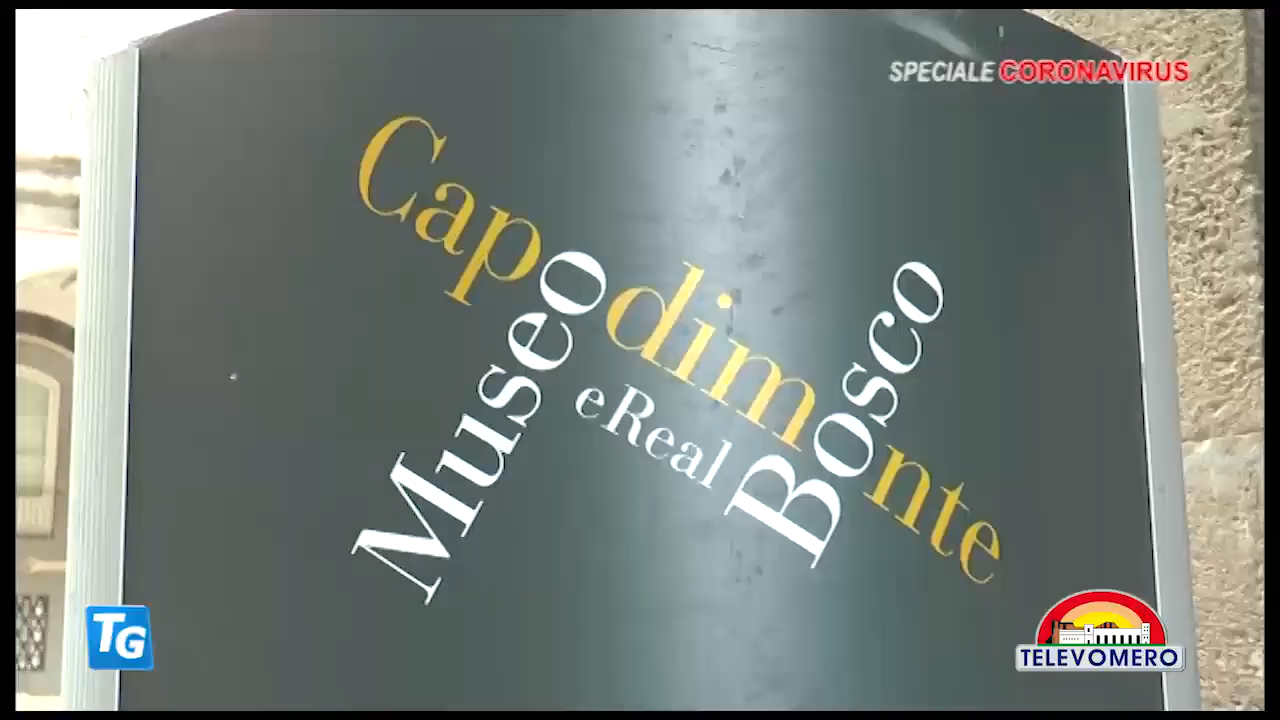 SPECIALE CORONAVIRUS
Capodimonte
Museo
e Real
Bosco
TG
TELEVOMERO